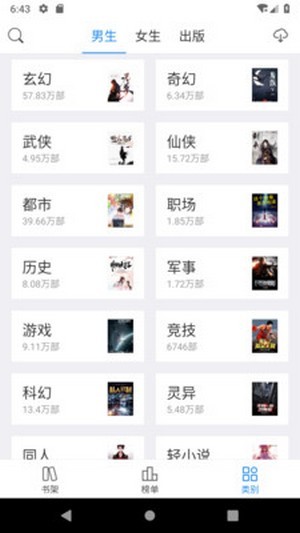 6:43
男生 女生 出版
玄幻 奇幻
57.83万部 6.34万部
武侠 仙侠
4.95万部 15.72万部
都市 职场
39.66万部 1.85万部
历史 军事
8.08万部 1.72万部
游戏 竞技
9.11万部 6746部
科幻 灵异
13.4万部 5.48万部
同人 轻小说
书架 榜单 类别